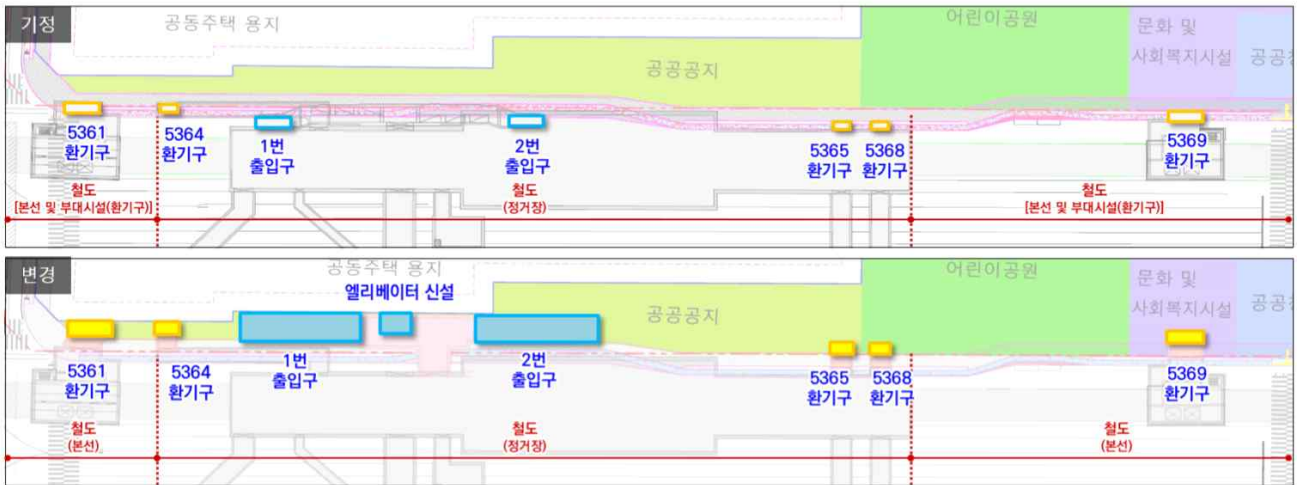 기정
공동주택 용지
어린이공원
문화 및
사회복지시설
공공공지
5361
환기구
5364
환기구
1번
출입구
2번
출입구
5365
환기구
5368
환기구
5369
환기구
철도
[본선 및 부대시설(환기구)]
철도
(정거장)
철도
[본선 및 부대시설(환기구)]
변경
공동주택 용지
엘리베이터 신설
어린이공원
문화 및
사회복지시설
공공공지
5361
환기구
5364
환기구
1번
출입구
2번
출입구
5365
환기구
5368
환기구
5369
환기구
철도
(본선)
철도
(정거장)
철도
(본선)